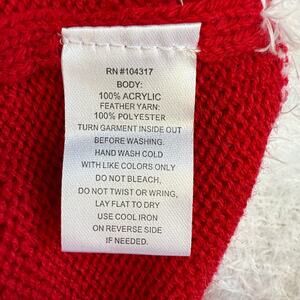 RN #104317
BODY:
100% ACRYLIC
FEATHER YARN:
100% POLYESTER
TURN GARMENT INSIDE OUT
BEFORE WASHING.
HAND WASH COLD
WITH LIKE COLORS ONLY
DO NOT BLEACH,
DO NOT TWIST OR WRING,
LAY FLAT TO DRY
USE COOL IRON
ON REVERSE SIDE
IF NEEDED.